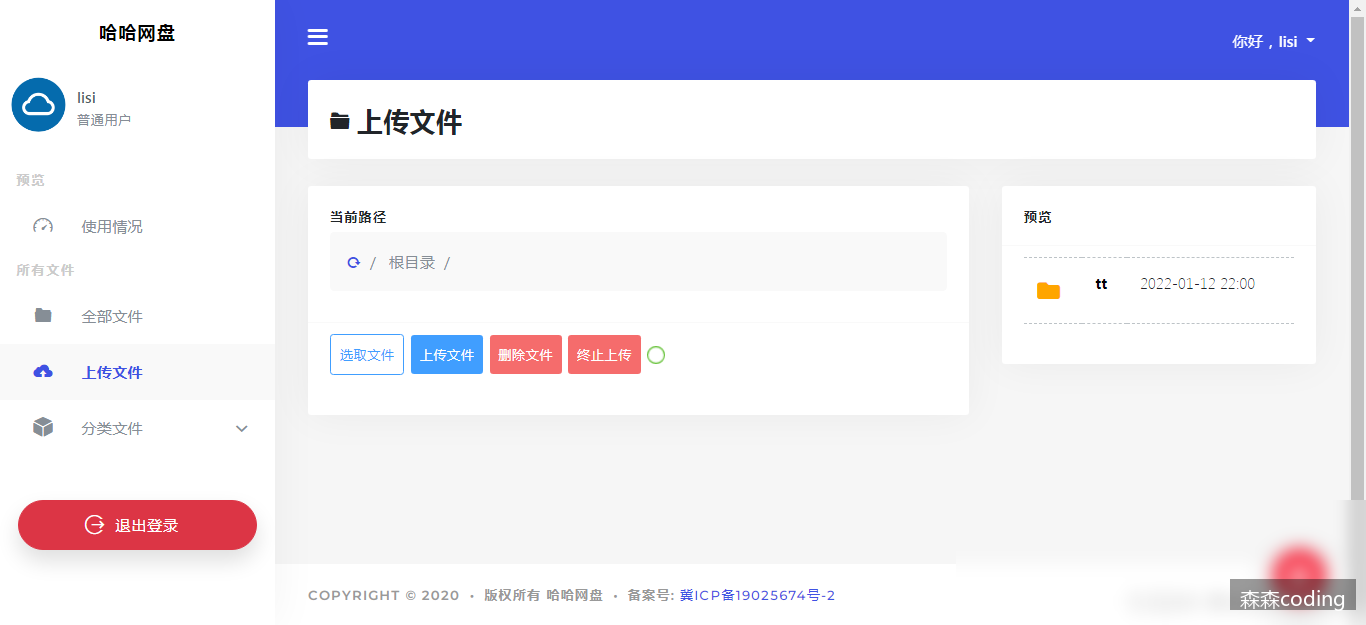 哈哈网盘
你好，lisi
lisi
普通用户
预览
使用情况
所有文件
全部文件
上传文件
分类文件
退出登录
上传文件
当前路径
/ 根目录 /
选取文件 上传文件 删除文件 终止上传
预览
tt 2022-01-12 22:00
COPYRIGHT © 2020 • 版权所有 哈哈网盘 • 备案号: 冀ICP备19025674号-2
森森coding